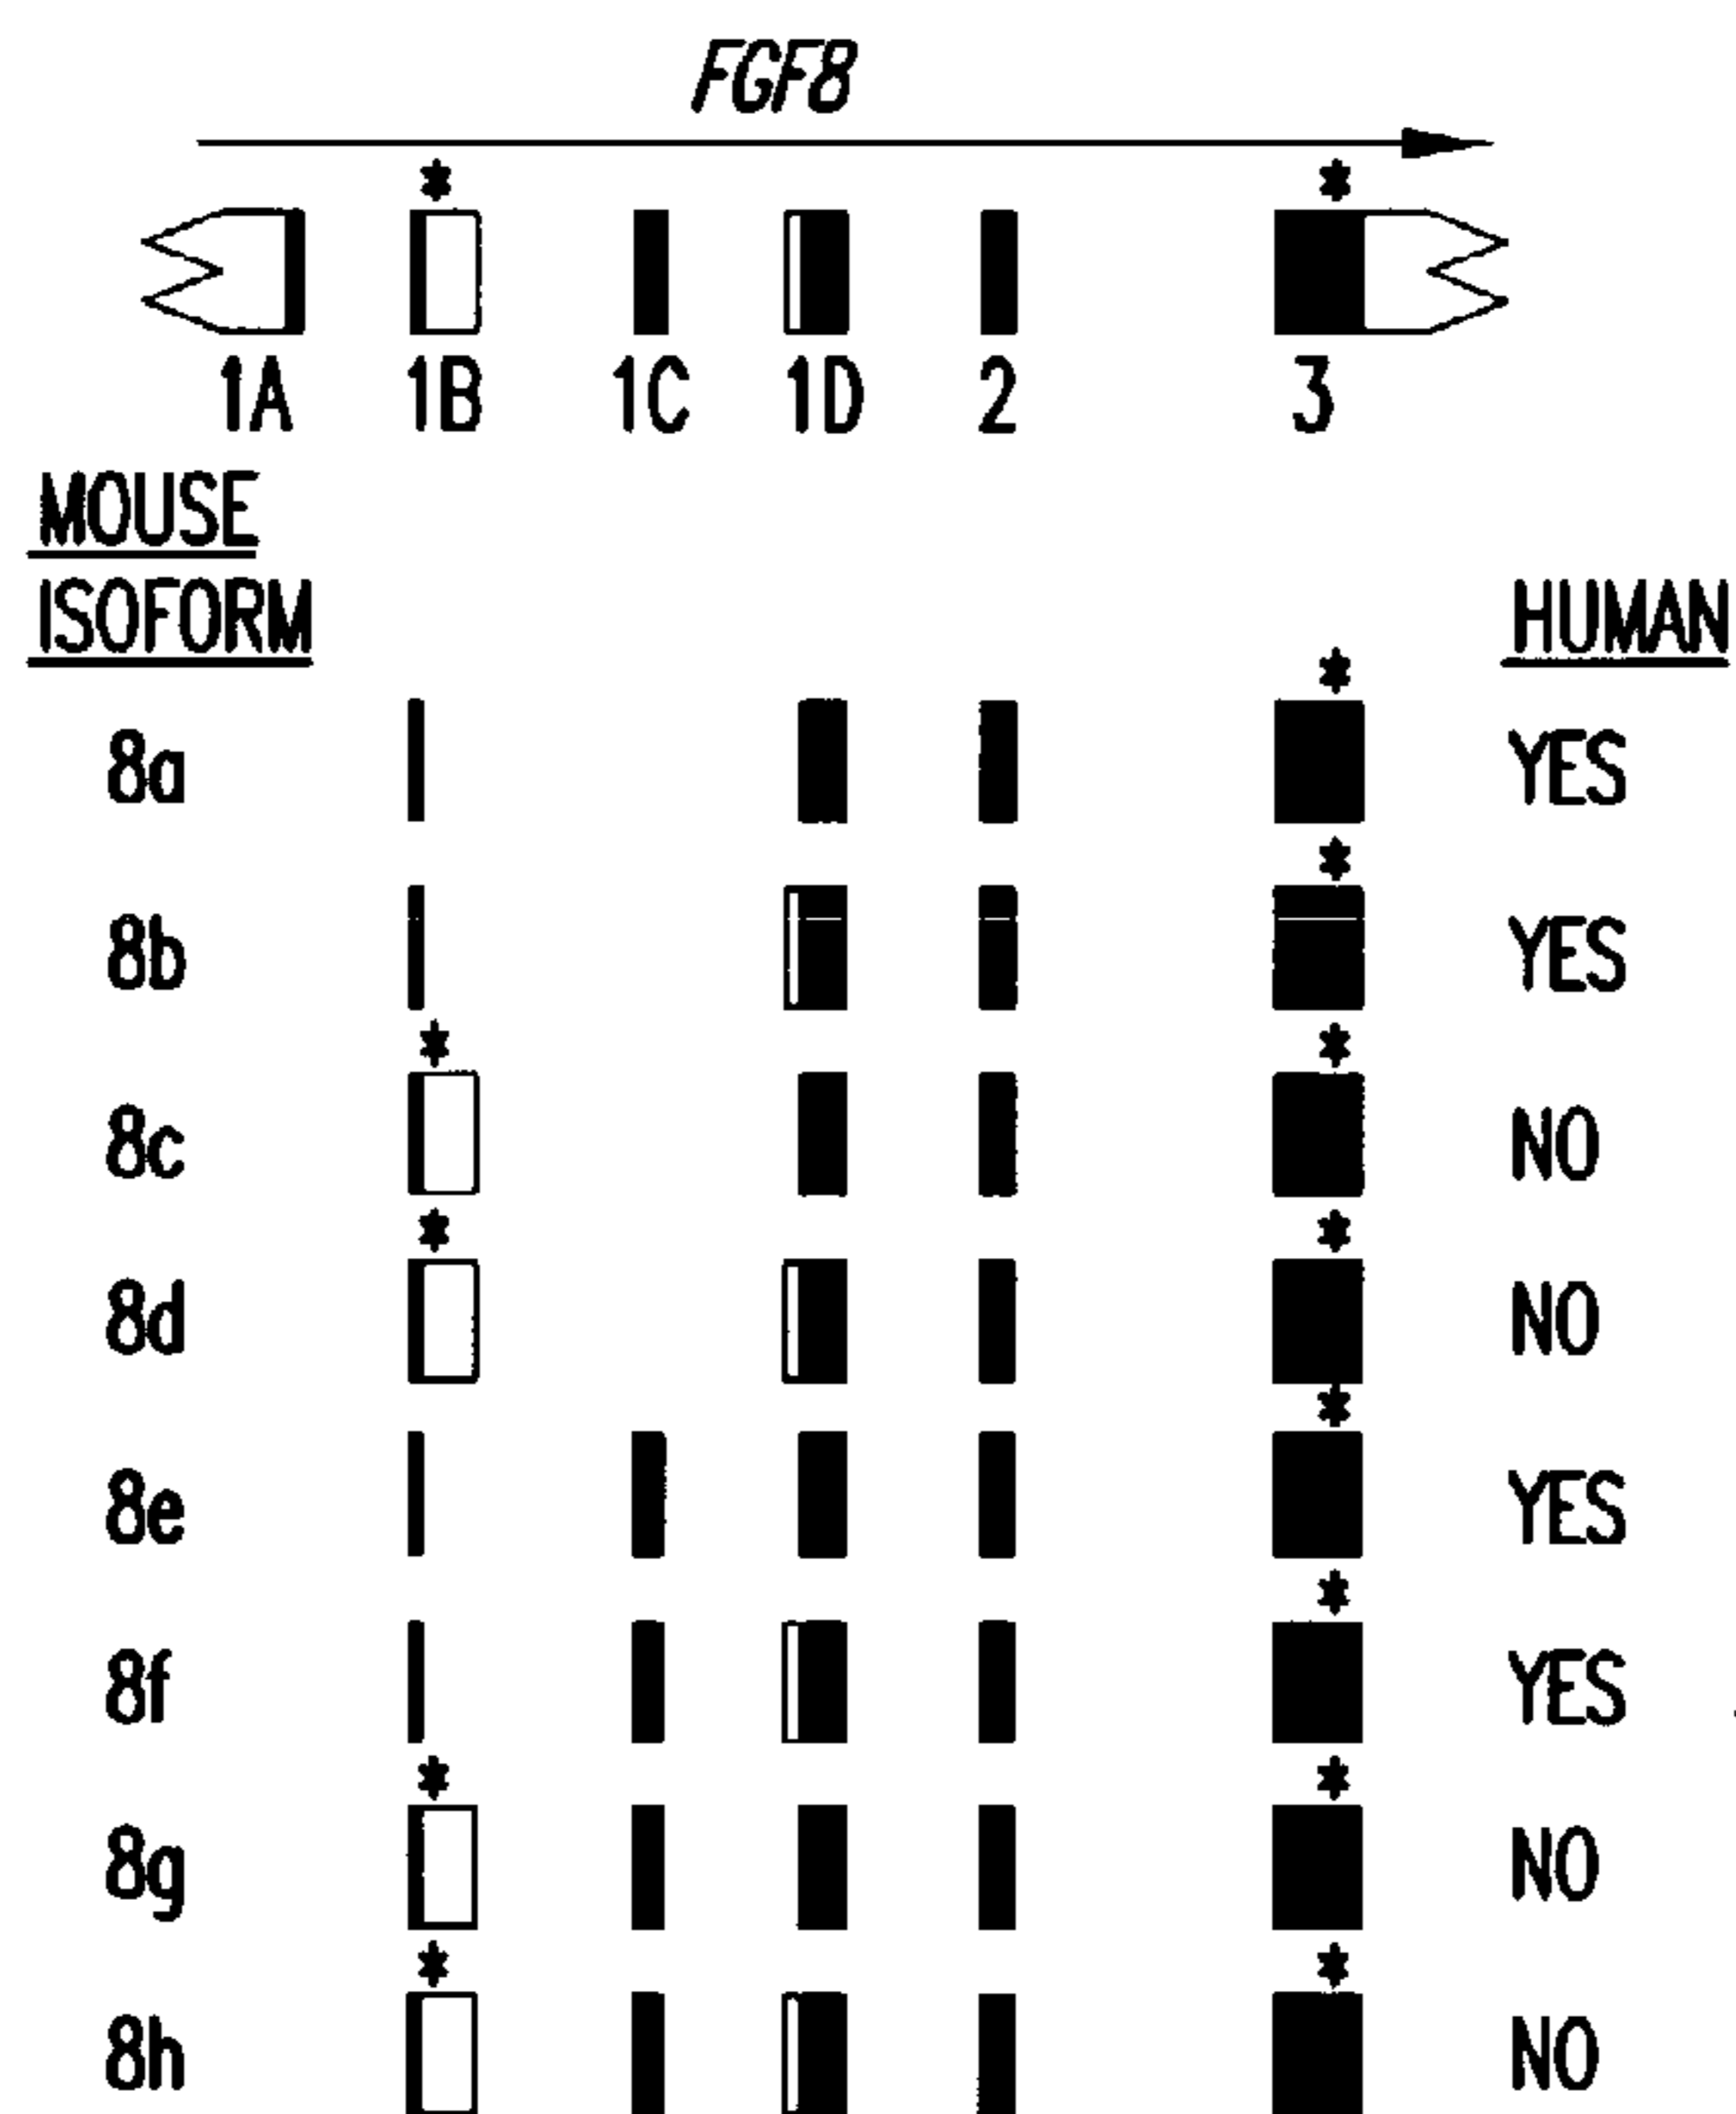 FGF8
* *
1A 1B 1C 1D 2 3
MOUSE
ISOFORM HUMAN
*
8a YES
*
8b YES
* *
8c NO
* *
8d NO
*
8e YES
*
8f YES
* *
8g NO
* *
8h NO